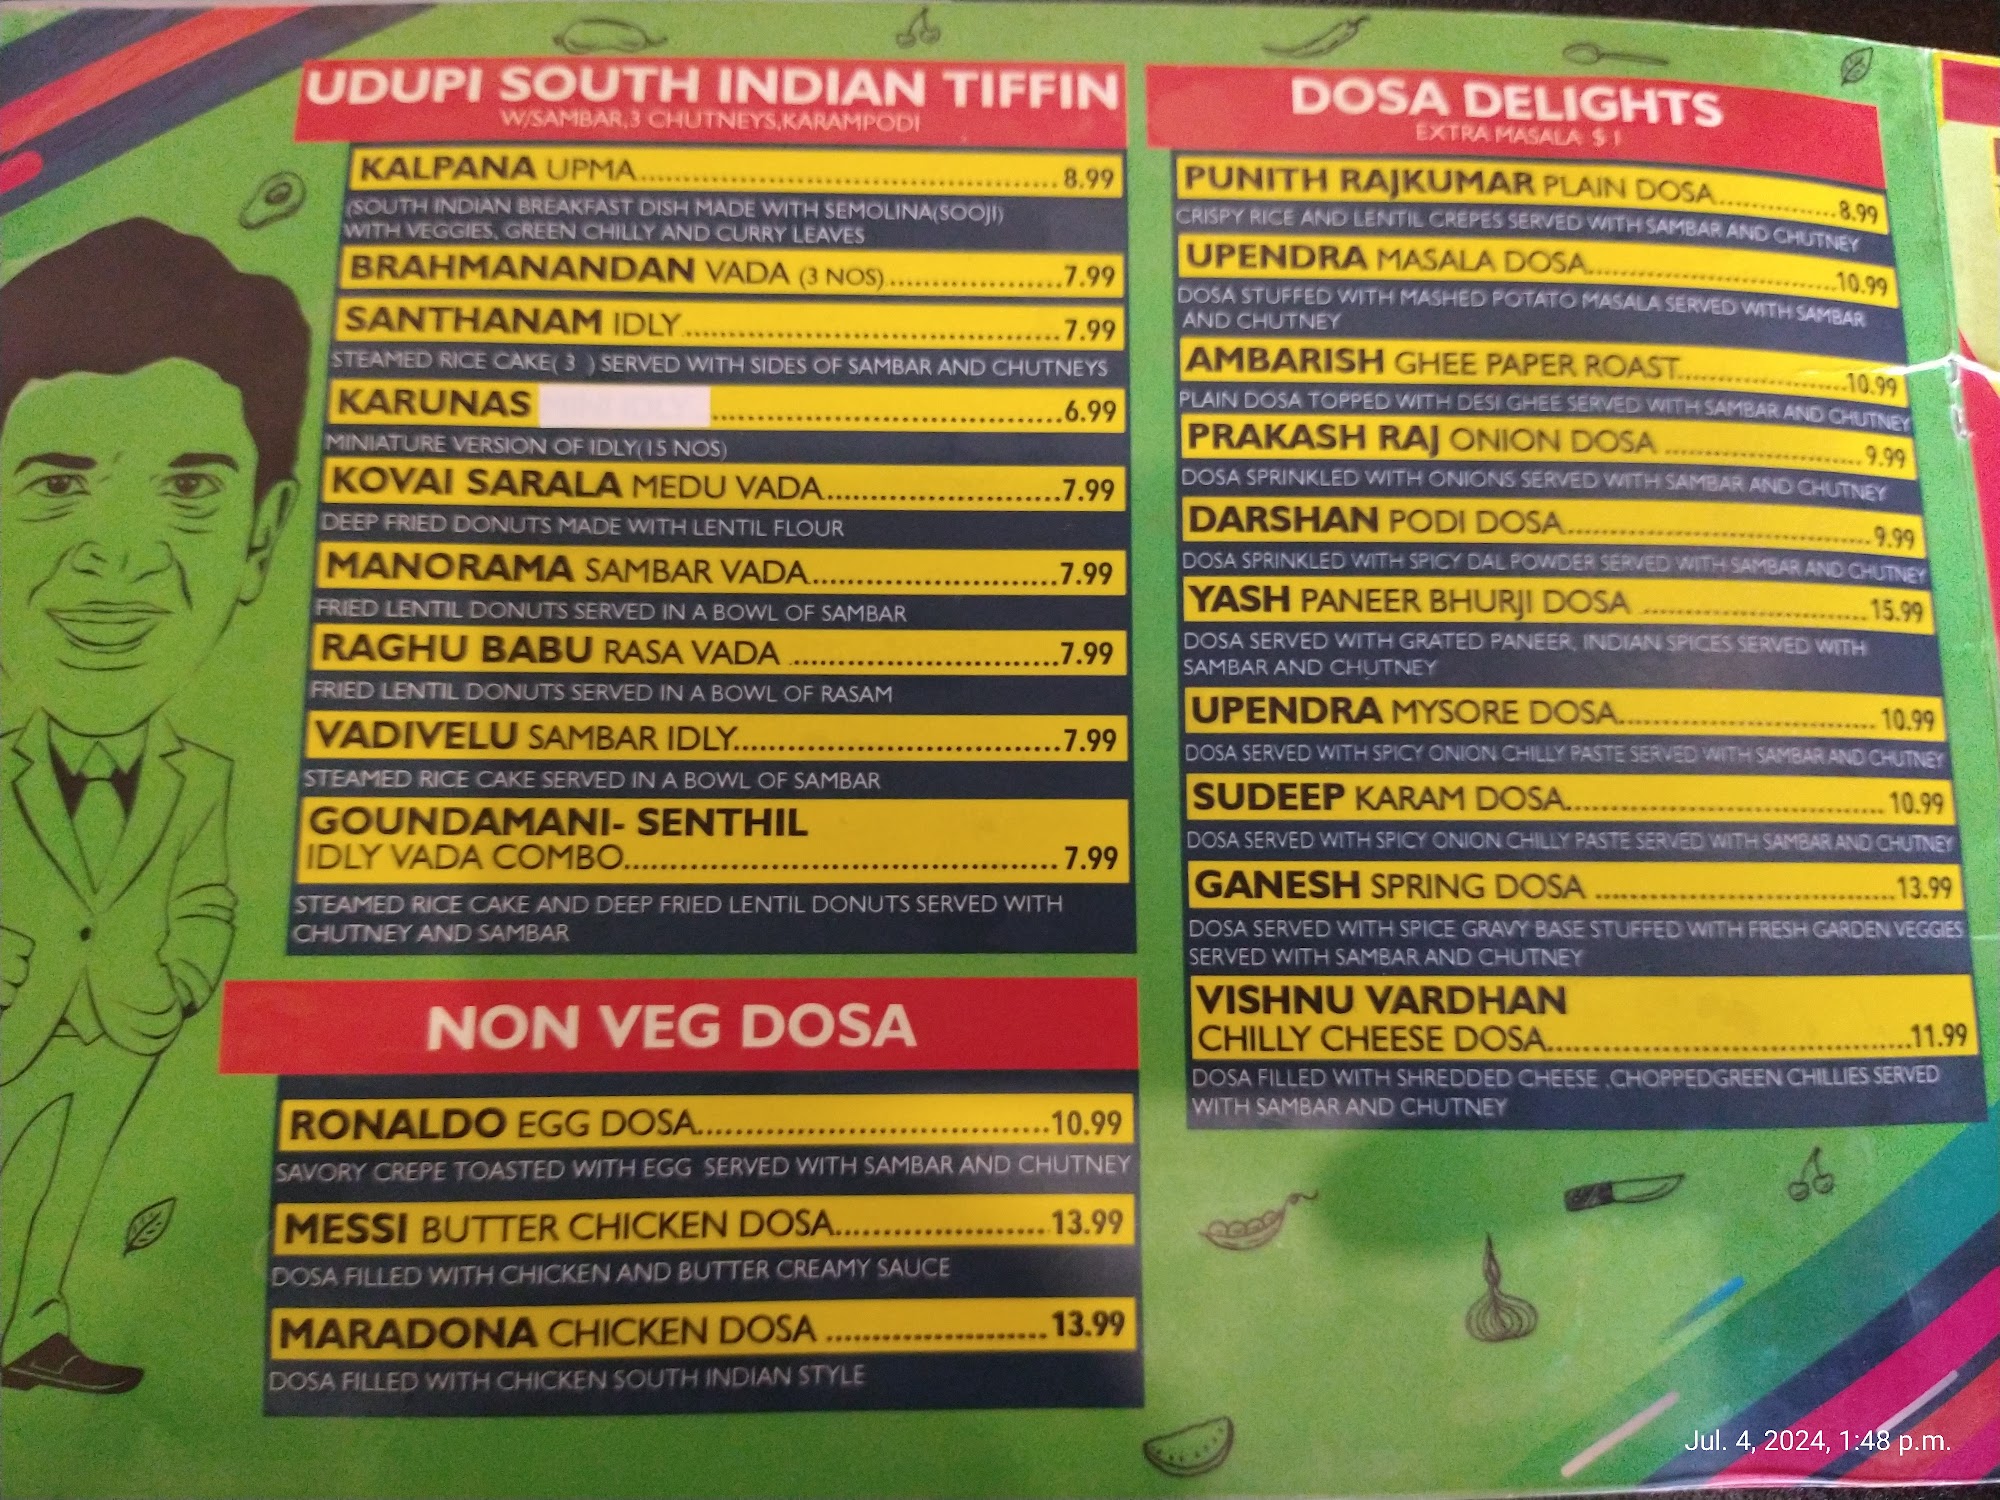 UDUPI SOUTH INDIAN TIFFIN
W/SAMBAR,3 CHUTNEYS,KARAMPODI
KALPANA UPMA..........8.99
(SOUTH INDIAN BREAKFAST DISH MADE WITH SEMOLINA(SOOJI)
WITH VEGGIES, GREEN CHILLY AND CURRY LEAVES
BRAHMANANDAN VADA (3 NOS)..........7.99
SANTHANAM IDLY..........7.99
STEAMED RICE CAKE( 3 ) SERVED WITH SIDES OF SAMBAR AND CHUTNEYS
KARUNAS ..........6.99
MINIATURE VERSION OF IDLY(15 NOS)
KOVAI SARALA MEDU VADA..........7.99
DEEP FRIED DONUTS MADE WITH LENTIL FLOUR
MANORAMA SAMBAR VADA..........7.99
FRIED LENTIL DONUTS SERVED IN A BOWL OF SAMBAR
RAGHU BABU RASA VADA ..........7.99
FRIED LENTIL DONUTS SERVED IN A BOWL OF RASAM
VADIVELU SAMBAR IDLY..........7.99
STEAMED RICE CAKE SERVED IN A BOWL OF SAMBAR
GOUNDAMANI- SENTHIL
IDLY VADA COMBO..........7.99
STEAMED RICE CAKE AND DEEP FRIED LENTIL DONUTS SERVED WITH
CHUTNEY AND SAMBAR
NON VEG DOSA
RONALDO EGG DOSA..........10.99
SAVORY CREPE TOASTED WITH EGG SERVED WITH SAMBAR AND CHUTNEY
MESSI BUTTER CHICKEN DOSA..........13.99
DOSA FILLED WITH CHICKEN AND BUTTER CREAMY SAUCE
MARADONA CHICKEN DOSA ..........13.99
DOSA FILLED WITH CHICKEN SOUTH INDIAN STYLE
DOSA DELIGHTS
EXTRA MASALA $ 1
PUNITH RAJKUMAR PLAIN DOSA..........8.99
CRISPY RICE AND LENTIL CREPES SERVED WITH SAMBAR AND CHUTNEY
UPENDRA MASALA DOSA..........10.99
DOSA STUFFED WITH MASHED POTATO MASALA SERVED WITH SAMBAR
AND CHUTNEY
AMBARISH GHEE PAPER ROAST..........10.99
PLAIN DOSA TOPPED WITH DESI GHEE SERVED WITH SAMBAR AND CHUTNEY
PRAKASH RAJ ONION DOSA ..........9.99
DOSA SPRINKLED WITH ONIONS SERVED WITH SAMBAR AND CHUTNEY
DARSHAN PODI DOSA..........9.99
DOSA SPRINKLED WITH SPICY DAL POWDER SERVED WITH SAMBAR AND CHUTNEY
YASH PANEER BHURJI DOSA ..........15.99
DOSA SERVED WITH GRATED PANEER, INDIAN SPICES SERVED WITH
SAMBAR AND CHUTNEY
UPENDRA MYSORE DOSA..........10.99
DOSA SERVED WITH SPICY ONION CHILLY PASTE SERVED WITH SAMBAR AND CHUTNEY
SUDEEP KARAM DOSA..........10.99
DOSA SERVED WITH SPICY ONION CHILLY PASTE SERVED WITH SAMBAR AND CHUTNEY
GANESH SPRING DOSA ..........13.99
DOSA SERVED WITH SPICE GRAVY BASE STUFFED WITH FRESH GARDEN VEGGIES
SERVED WITH SAMBAR AND CHUTNEY
VISHNU VARDHAN
CHILLY CHEESE DOSA..........11.99
DOSA FILLED WITH SHREDDED CHEESE ,CHOPPEDGREEN CHILLIES SERVED
WITH SAMBAR AND CHUTNEY
Jul. 4, 2024, 1:48 p.m.